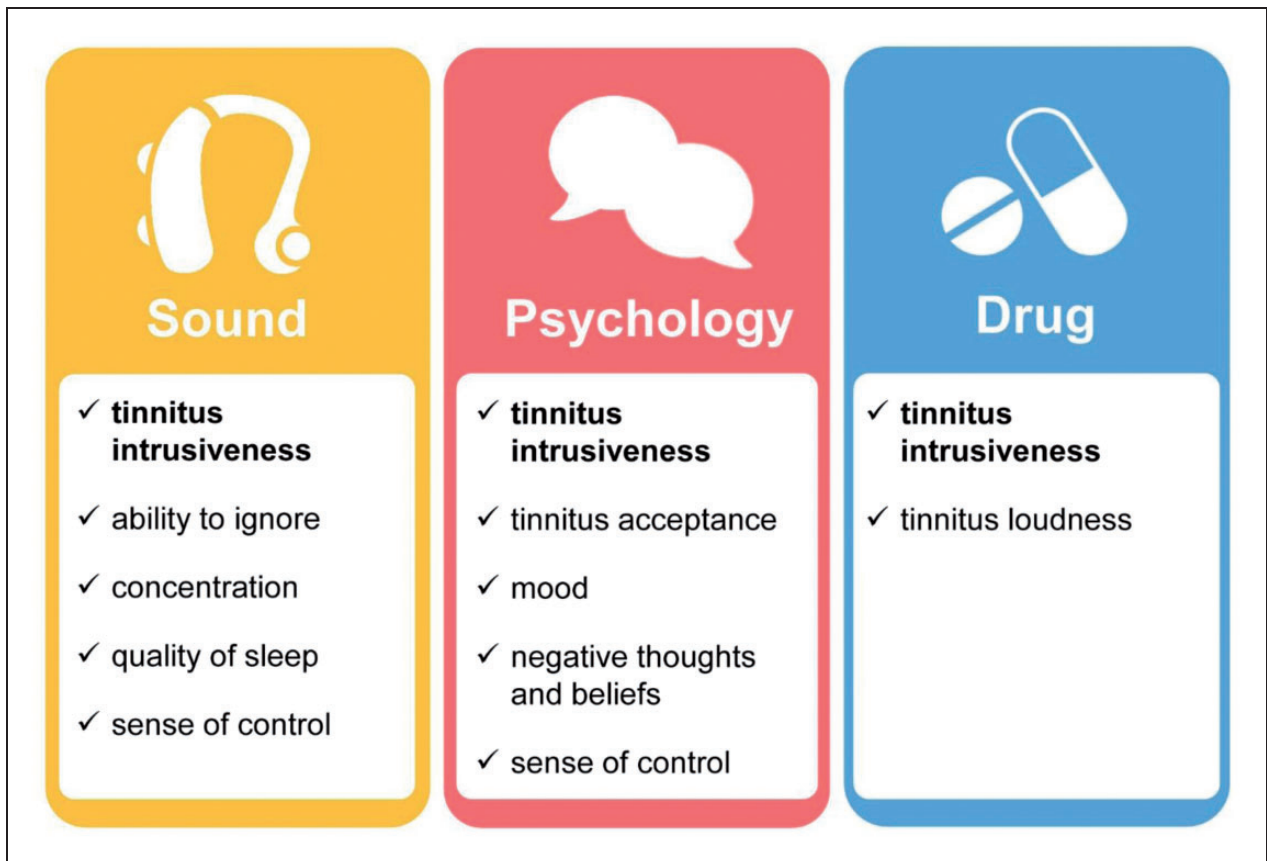 Sound
✓ tinnitus
intrusiveness
✓ ability to ignore
✓ concentration
✓ quality of sleep
✓ sense of control
Psychology
✓ tinnitus
intrusiveness
✓ tinnitus acceptance
✓ mood
✓ negative thoughts
and beliefs
✓ sense of control
Drug
✓ tinnitus
intrusiveness
✓ tinnitus loudness